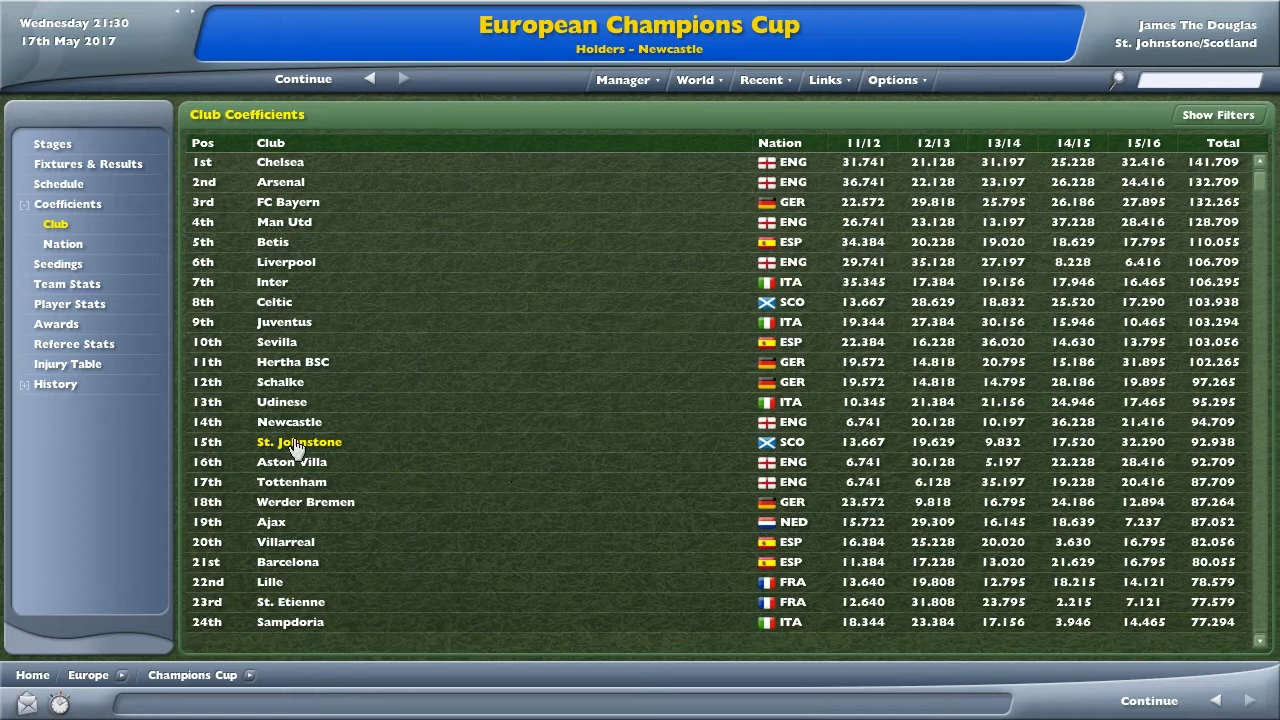 Wednesday 21:30
17th May 2017
European Champions Cup
Holders - Newcastle
James The Douglas
St. Johnstone/Scotland
Continue
Manager World Recent Links Options
Stages
Fixtures & Results
Schedule
Coefficients
Club
Nation
Seedings
Team Stats
Player Stats
Awards
Referee Stats
Injury Table
History
Club Coefficients
Show Filters
Pos Club Nation 11/12 12/13 13/14 14/15 15/16 Total
1st Chelsea ENG 31.741 21.128 31.197 25.228 32.416 141.709
2nd Arsenal ENG 36.741 22.128 23.197 26.228 24.416 132.709
3rd FC Bayern GER 22.572 29.818 25.795 26.186 27.895 132.265
4th Man Utd ENG 26.741 23.128 13.197 37.228 28.416 128.709
5th Betis ESP 34.384 20.228 19.020 18.629 17.795 110.055
6th Liverpool ENG 29.741 35.128 27.197 8.228 6.416 106.709
7th Inter ITA 35.345 17.384 19.156 17.946 16.465 106.295
8th Celtic SCO 13.667 28.629 18.832 25.520 17.290 103.938
9th Juventus ITA 19.344 27.384 30.156 15.946 10.465 103.294
10th Sevilla ESP 22.384 16.228 36.020 14.630 13.795 103.056
11th Hertha BSC GER 19.572 14.818 20.795 15.186 31.895 102.265
12th Schalke GER 19.572 14.818 14.795 28.186 19.895 97.265
13th Udinese ITA 10.345 21.384 21.156 24.946 17.465 95.295
14th Newcastle ENG 6.741 20.128 10.197 36.228 21.416 94.709
15th St. Johnstone SCO 13.667 19.629 9.832 17.520 32.290 92.938
16th Aston Villa ENG 6.741 30.128 5.197 22.228 28.416 92.709
17th Tottenham ENG 6.741 6.128 35.197 19.228 20.416 87.709
18th Werder Bremen GER 23.572 9.818 16.795 24.186 12.894 87.264
19th Ajax NED 15.722 29.309 16.145 18.639 7.237 87.052
20th Villarreal ESP 16.384 25.228 20.020 3.630 16.795 82.056
21st Barcelona ESP 11.384 17.228 13.020 21.629 16.795 80.055
22nd Lille FRA 13.640 19.808 12.795 18.215 14.121 78.579
23rd St. Etienne FRA 12.640 31.808 23.795 2.215 7.121 77.579
24th Sampdoria ITA 18.344 23.384 17.156 3.946 14.465 77.294
Home Europe Champions Cup
Continue